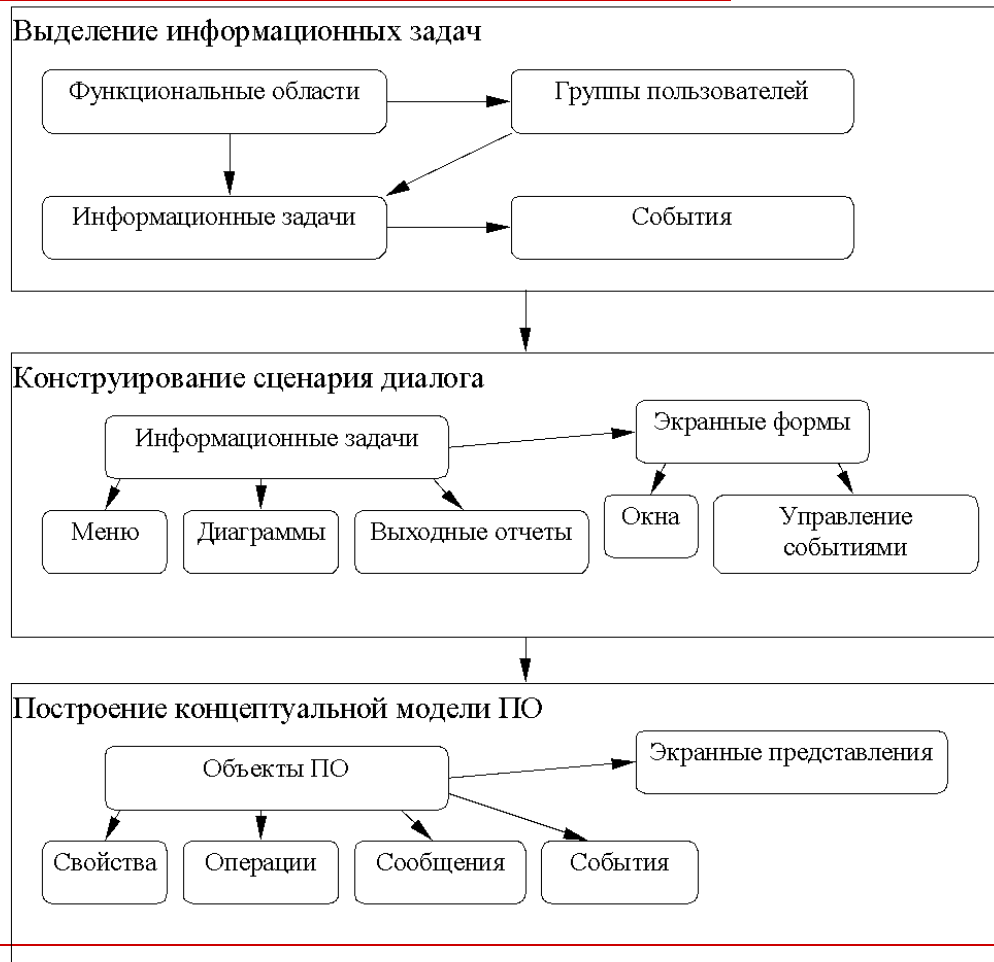 Выделение информационных задач
Функциональные области
Группы пользователей
Информационные задачи
События
Конструирование сценария диалога
Информационные задачи
Экранные формы
Меню
Диаграммы
Выходные отчеты
Окна
Управление
событиями
Построение концептуальной модели ПО
Объекты ПО
Экранные представления
Свойства
Операции
Сообщения
События